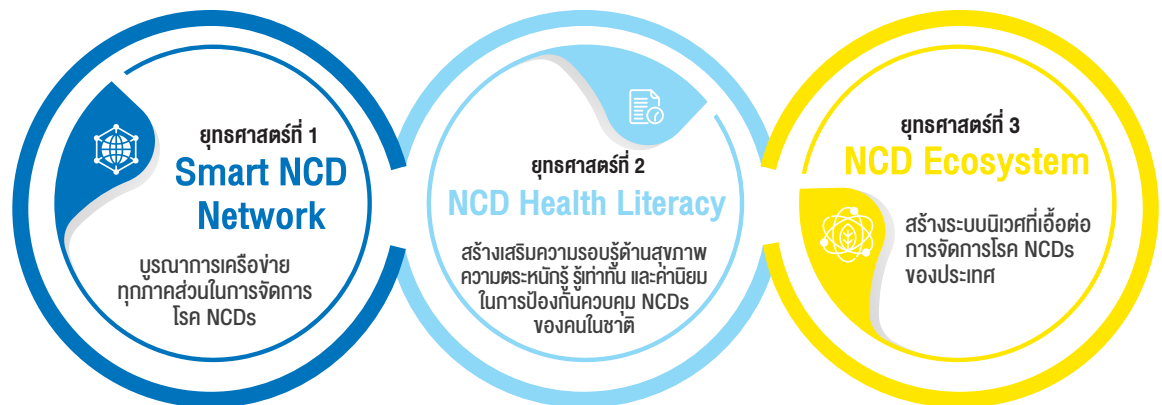 ยุทธศาสตร์ที่ 1
Smart NCD
Network
บูรณาการเครือข่าย
ทุกภาคส่วนในการจัดการ
โรค NCDs
ยุทธศาสตร์ที่ 2
NCD Health Literacy
สร้างเสริมความรอบรู้ด้านสุขภาพ
ความตระหนักรู้ รู้เท่าทัน และค่านิยม
ในการป้องกันควบคุม NCDs
ของคนในชาติ
ยุทธศาสตร์ที่ 3
NCD Ecosystem
สร้างระบบนิเวศที่เอื้อต่อ
การจัดการโรค NCDs
ของประเทศ